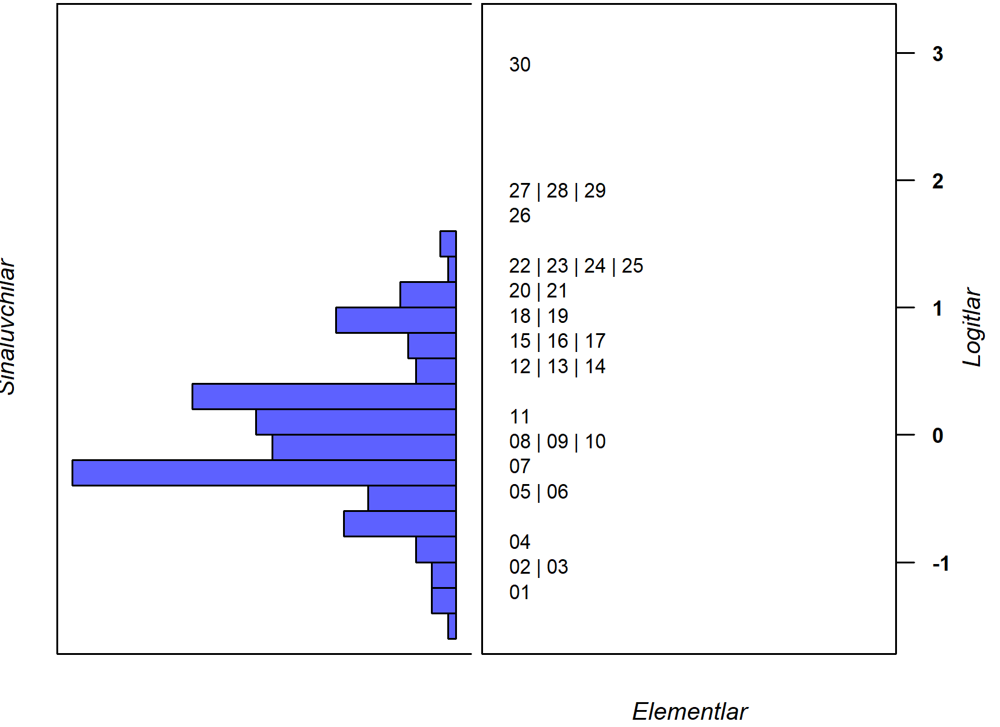 Sinaluvchilar
30
27 | 28 | 29
26
22 | 23 | 24 | 25
20 | 21
18 | 19
15 | 16 | 17
12 | 13 | 14
11
08 | 09 | 10
07
05 | 06
04
02 | 03
01
3
2
1
0
-1
Logitlar
Elementlar